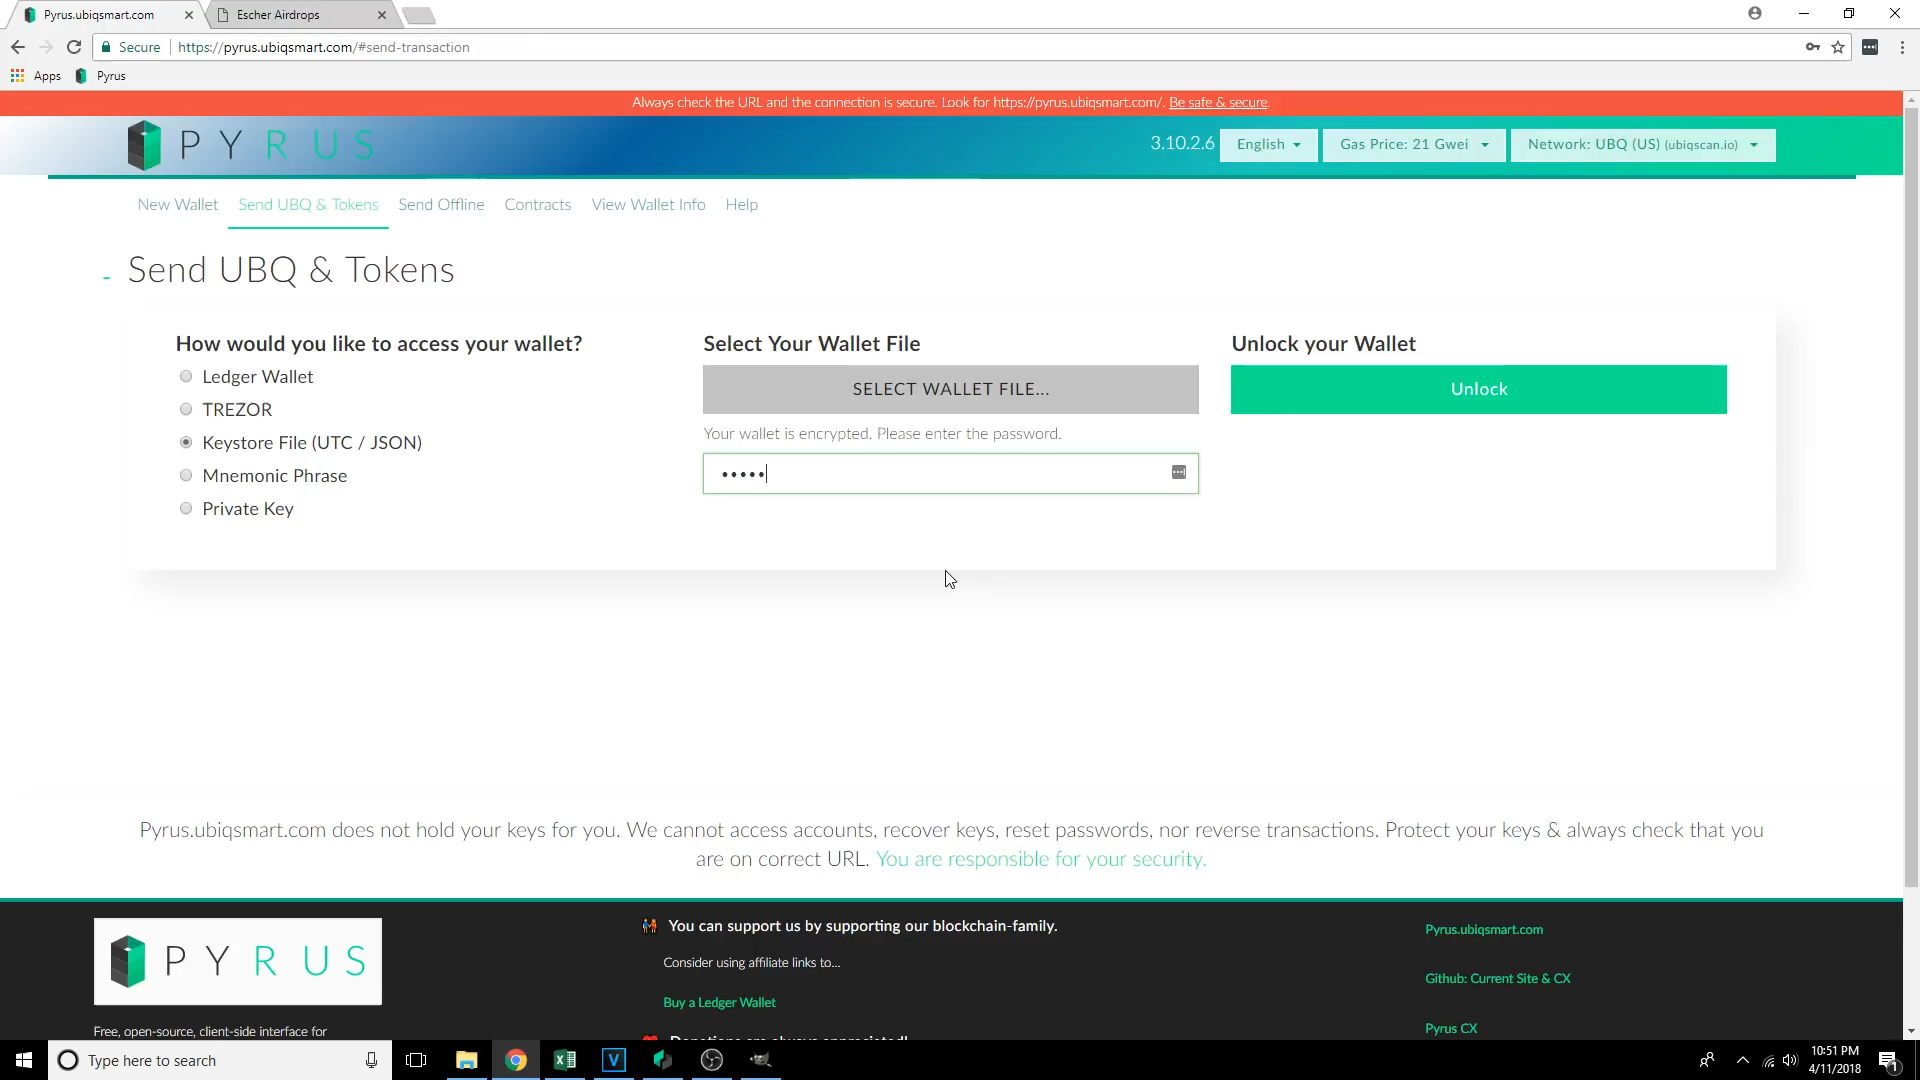 Pyrus.ubiqsmart.com
Escher Airdrops
Secure
https://pyrus.ubiqsmart.com/#send-transaction
Apps
Pyrus
Always check the URL and the connection is secure. Look for https://pyrus.ubiqsmart.com/. Be safe & secure.
PYRUS
3.10.2.6
English
Gas Price: 21 Gwei
Network: UBQ (US) (ubiqscan.io)
New Wallet
Send UBQ & Tokens
Send Offline
Contracts
View Wallet Info
Help
- Send UBQ & Tokens
How would you like to access your wallet?
Ledger Wallet
TREZOR
Keystore File (UTC / JSON)
Mnemonic Phrase
Private Key
Select Your Wallet File
SELECT WALLET FILE...
Your wallet is encrypted. Please enter the password.
•••••
Unlock your Wallet
Unlock
Pyrus.ubiqsmart.com does not hold your keys for you. We cannot access accounts, recover keys, reset passwords, nor reverse transactions. Protect your keys & always check that you
are on correct URL. You are responsible for your security.
PYRUS
Free, open-source, client-side interface for
You can support us by supporting our blockchain-family.
Consider using affiliate links to...
Buy a Ledger Wallet
Donations are always appreciated!
Pyrus.ubiqsmart.com
Github: Current Site & CX
Pyrus CX
Type here to search
10:51 PM
4/11/2018
1